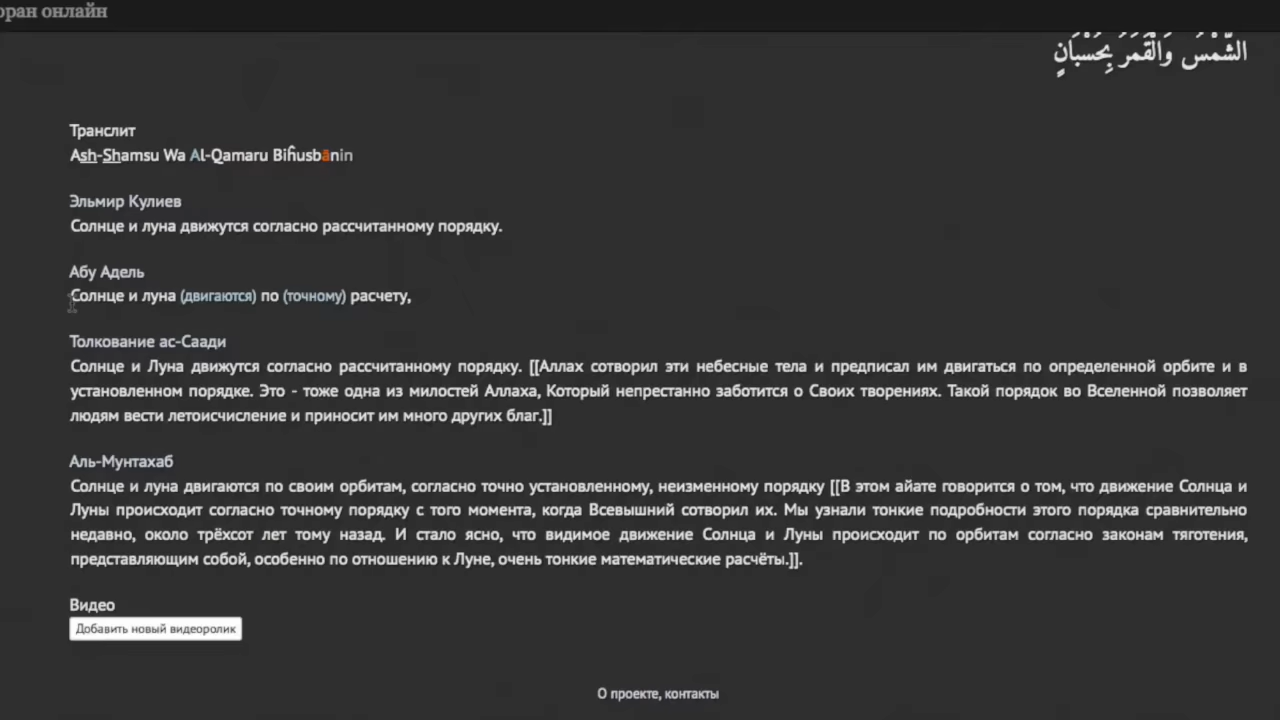 оран онлайн
الشَّمْسُ وَالْقَمَرُ بِحُسْبَانٍ
Транслит
Ash-Shamsu Wa Al-Qamaru Biĥusbānin
Эльмир Кулиев
Солнце и луна движутся согласно рассчитанному порядку.
Абу Адель
Солнце и луна (двигаются) по (точному) расчету,
Толкование ас-Саади
Солнце и Луна движутся согласно рассчитанному порядку. [[Аллах сотворил эти небесные тела и предписал им двигаться по определенной орбите и в
установленном порядке. Это - тоже одна из милостей Аллаха, Который непрестанно заботится о Своих творениях. Такой порядок во Вселенной позволяет
людям вести летоисчисление и приносит им много других благ.]]
Аль-Мунтахаб
Солнце и луна двигаются по своим орбитам, согласно точно установленному, неизменному порядку [[В этом айате говорится о том, что движение Солнца и
Луны происходит согласно точному порядку с того момента, когда Всевышний сотворил их. Мы узнали тонкие подробности этого порядка сравнительно
недавно, около трёхсот лет тому назад. И стало ясно, что видимое движение Солнца и Луны происходит по орбитам согласно законам тяготения,
представляющим собой, особенно по отношению к Луне, очень тонкие математические расчёты.]].
Видео
Добавить новый видеоролик
О проекте, контакты